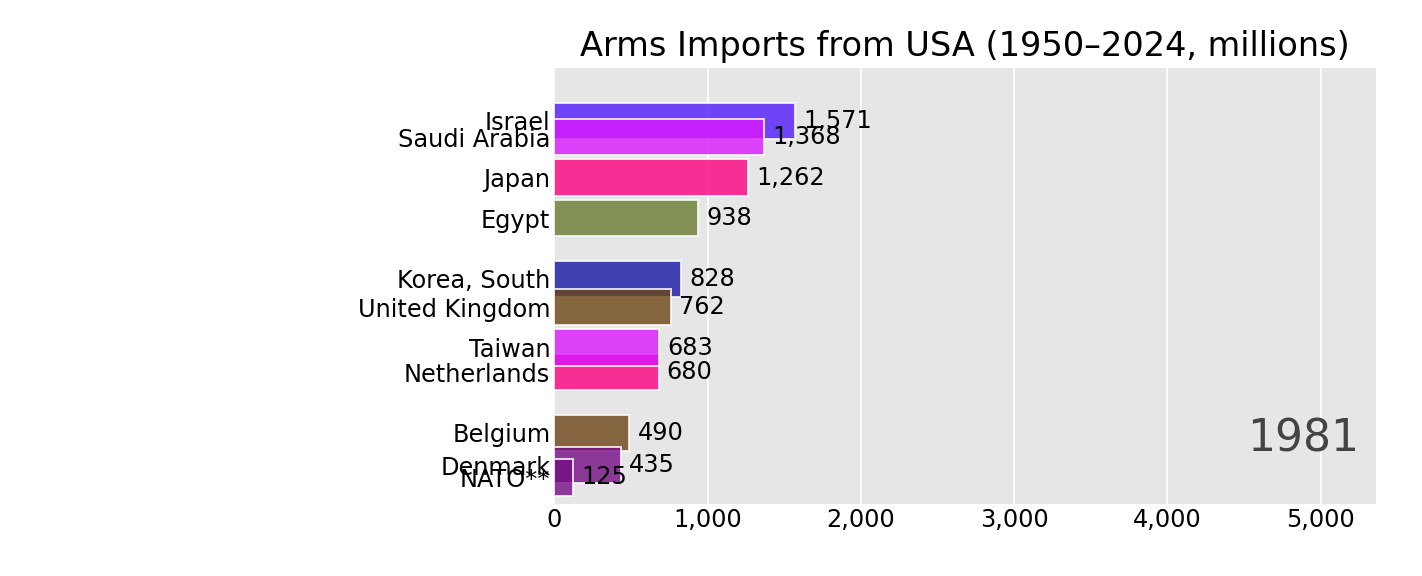 Arms Imports from USA (1950–2024, millions)
Israel 1,571
Saudi Arabia 1,368
Japan 1,262
Egypt 938
Korea, South 828
United Kingdom 762
Taiwan 683
Netherlands 680
Belgium 490
1981
Denmark 435
NATO** 125
0 1,000 2,000 3,000 4,000 5,000